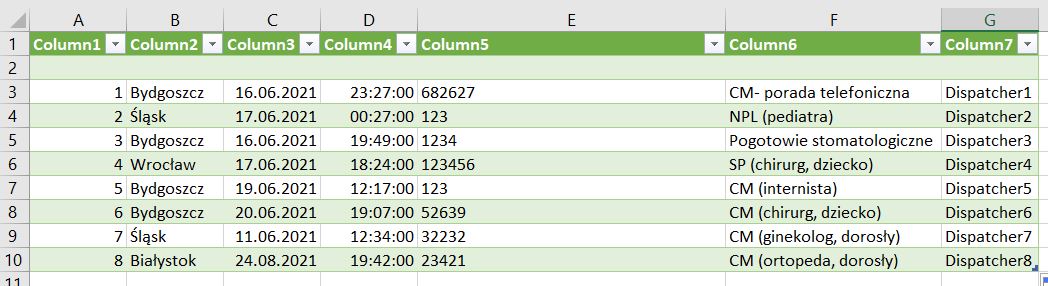 A B C D E F G
1 Column1 Column2 Column3 Column4 Column5 Column6 Column7
2
3 1 Bydgoszcz 16.06.2021 23:27:00 682627 CM- porada telefoniczna Dispatcher1
4 2 Śląsk 17.06.2021 00:27:00 123 NPL (pediatra) Dispatcher2
5 3 Bydgoszcz 16.06.2021 19:49:00 1234 Pogotowie stomatologiczne Dispatcher3
6 4 Wrocław 17.06.2021 18:24:00 123456 SP (chirurg, dziecko) Dispatcher4
7 5 Bydgoszcz 19.06.2021 12:17:00 123 CM (internista) Dispatcher5
8 6 Bydgoszcz 20.06.2021 19:07:00 52639 CM (chirurg, dziecko) Dispatcher6
9 7 Śląsk 11.06.2021 12:34:00 32232 CM (ginekolog, dorosły) Dispatcher7
10 8 Białystok 24.08.2021 19:42:00 23421 CM (ortopeda, dorosły) Dispatcher8
11